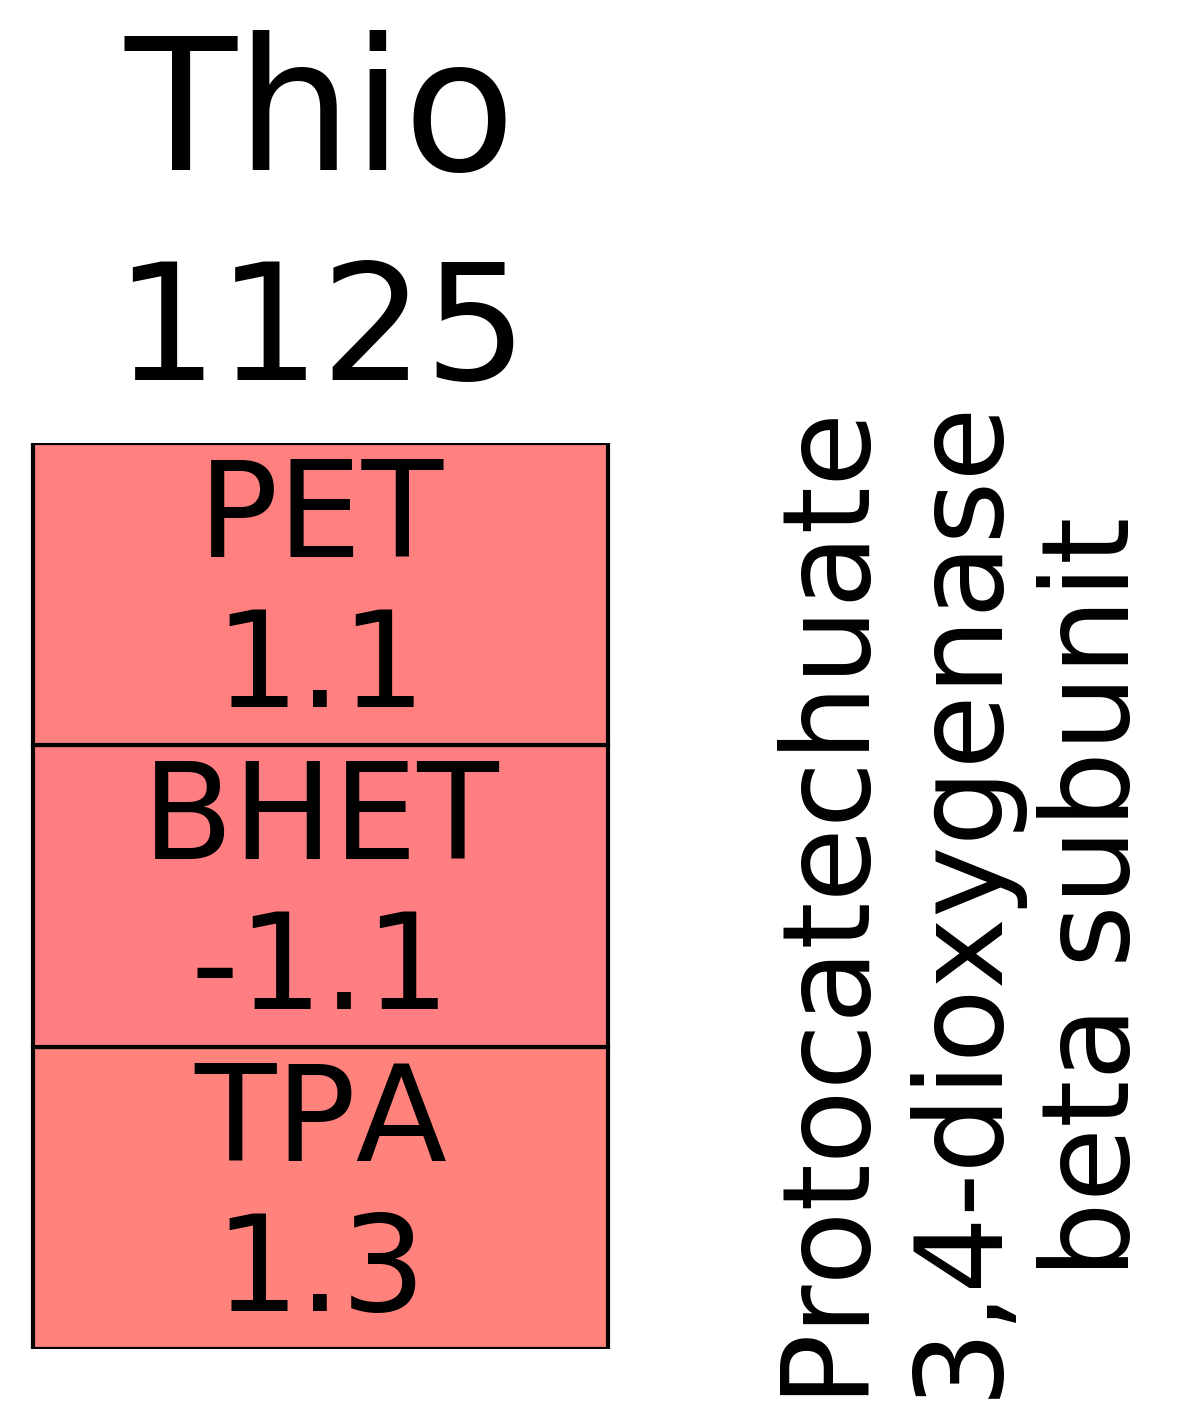 Thio
1125
PET
1.1
BHET
-1.1
TPA
1.3
Protocatechuate
3,4-dioxygenase
beta subunit